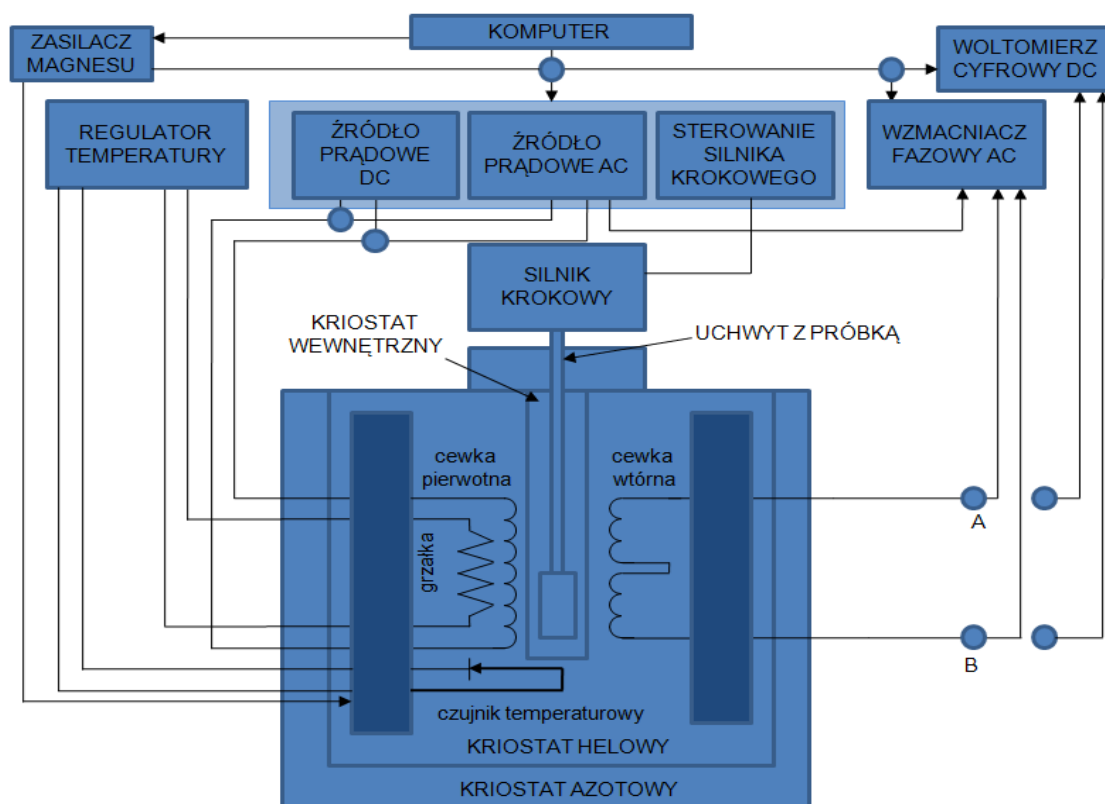 KOMPUTER
ZASILACZ
MAGNESU
WOLTOMIERZ
CYFROWY DC
REGULATOR
TEMPERATURY
ŹRÓDŁO
PRĄDOWE
DC
ŹRÓDŁO
PRĄDOWE AC
STEROWANIE
SILNIKA
KROKOWEGO
WZMACNIACZ
FAZOWY AC
SILNIK
KROKOWY
KRIOSTAT
WEWNĘTRZNY
UCHWYT Z PRÓBKĄ
cewka
pierwotna
cewka
wtórna
grzałka
A
B
czujnik temperaturowy
KRIOSTAT HELOWY
KRIOSTAT AZOTOWY